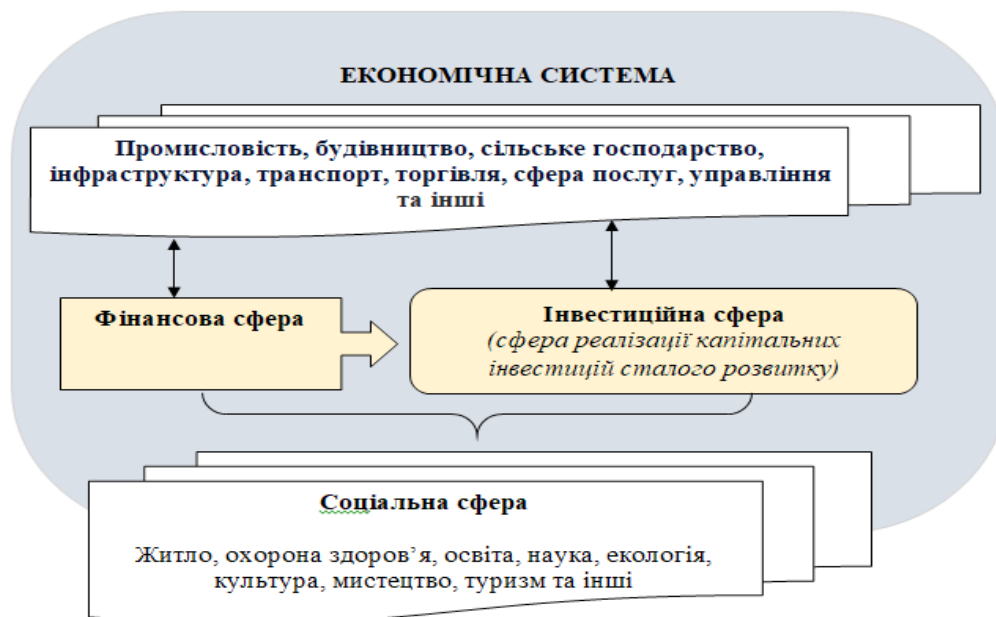 ЕКОНОМІЧНА СИСТЕМА
Промисловість, будівництво, сільське господарство,
інфраструктура, транспорт, торгівля, сфера послуг, управління
та інші
Фінансова сфера
Інвестиційна сфера
(сфера реалізації капітальних
інвестицій сталого розвитку)
Соціальна сфера
Житло, охорона здоров’я, освіта, наука, екологія,
культура, мистецтво, туризм та інші